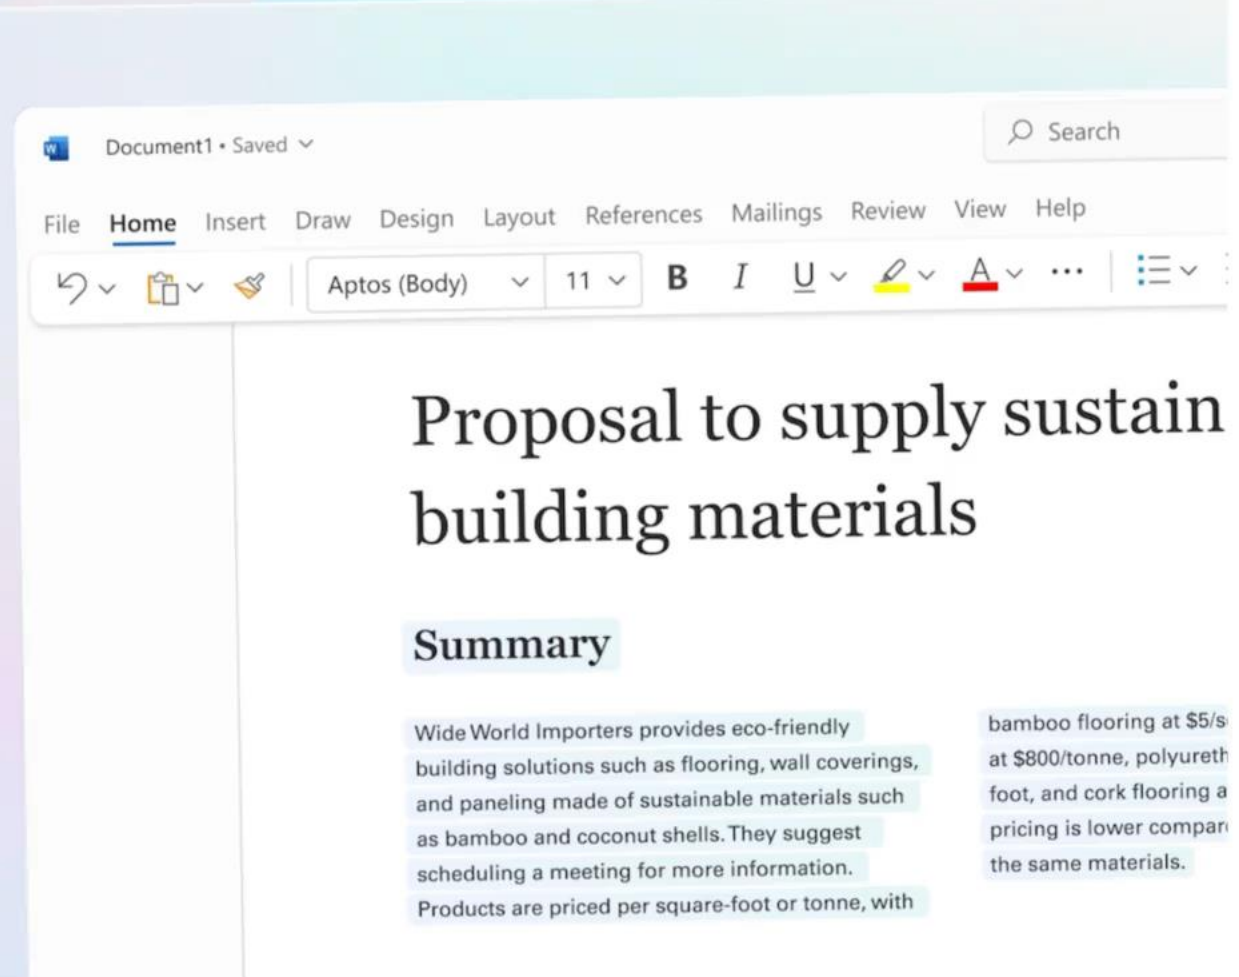 Document1 • Saved
Search
File Home Insert Draw Design Layout References Mailings Review View Help
Aptos (Body) 11 B I U A
Proposal to supply sustain
building materials
Summary
Wide World Importers provides eco-friendly
building solutions such as flooring, wall coverings,
and paneling made of sustainable materials such
as bamboo and coconut shells. They suggest
scheduling a meeting for more information.
Products are priced per square-foot or tonne, with
bamboo flooring at $5/s
at $800/tonne, polyureth
foot, and cork flooring a
pricing is lower compar
the same materials.